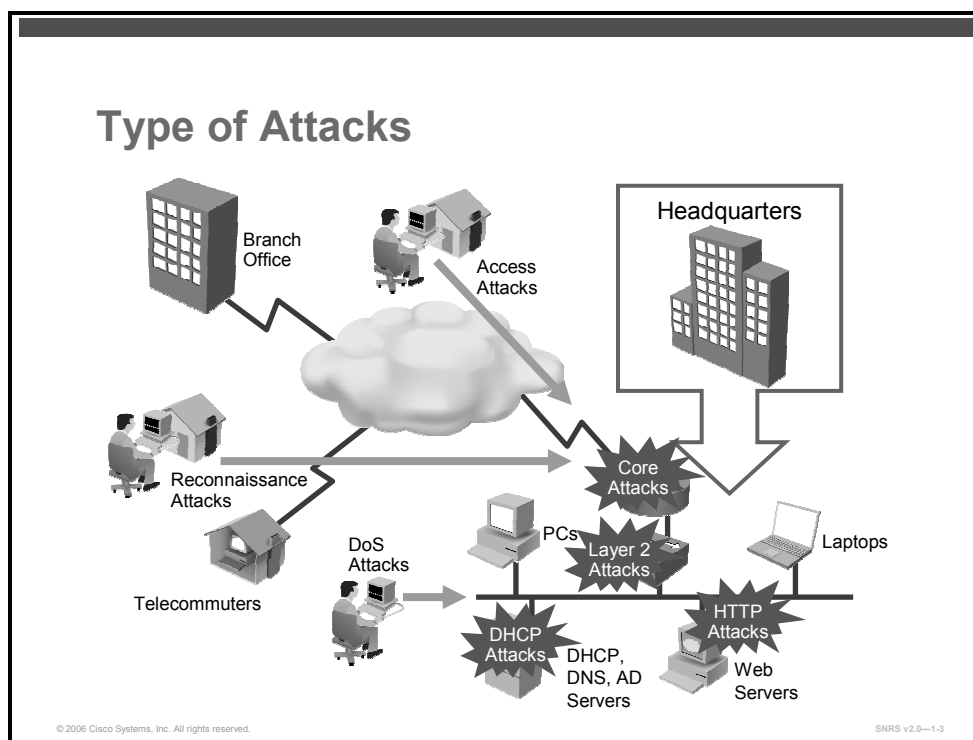 Type of Attacks
Branch
Office
Access
Attacks
Headquarters
Reconnaissance
Attacks
Core
Attacks
Telecommuters
DoS
Attacks
PCs
Layer 2
Attacks
Laptops
DHCP
Attacks
DHCP,
DNS, AD
Servers
HTTP
Attacks
Web
Servers
© 2006 Cisco Systems, Inc. All rights reserved.
SNRS v2.0—1-3